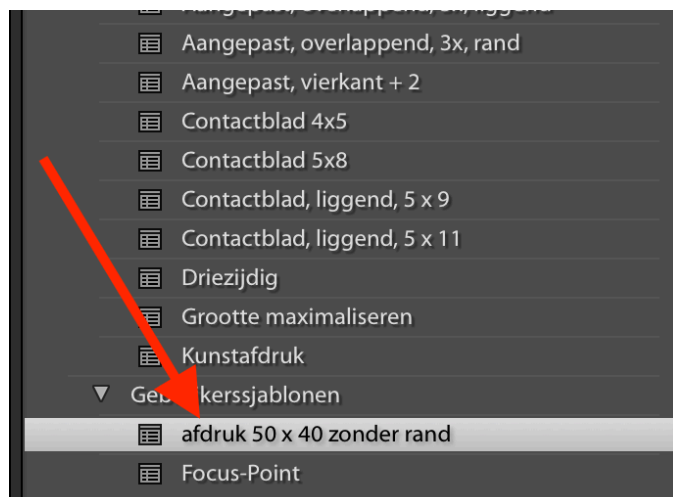 Aangepast, overlappend, 3x, rand
Aangepast, vierkant + 2
Contactblad 4x5
Contactblad 5x8
Contactblad, liggend, 5 x 9
Contactblad, liggend, 5 x 11
Driezijdig
Grootte maximaliseren
Kunstafdruk
afdruk 50 x 40 zonder rand
Focus-Point